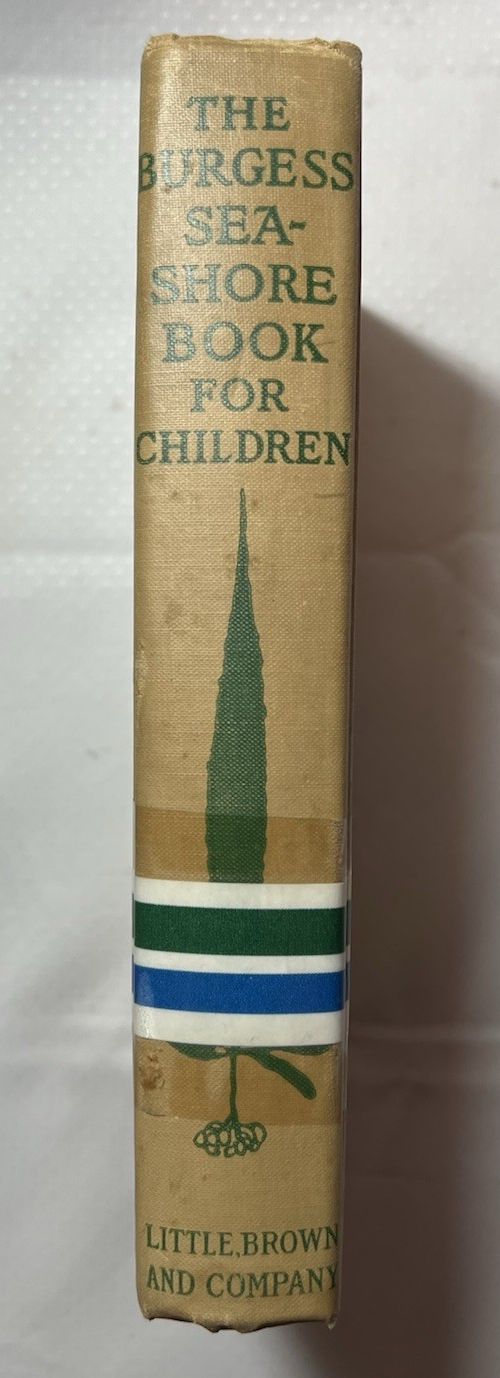 THE
BURGESS
SEA-
SHORE
BOOK
FOR
CHILDREN
LITTLE, BROWN
AND COMPANY